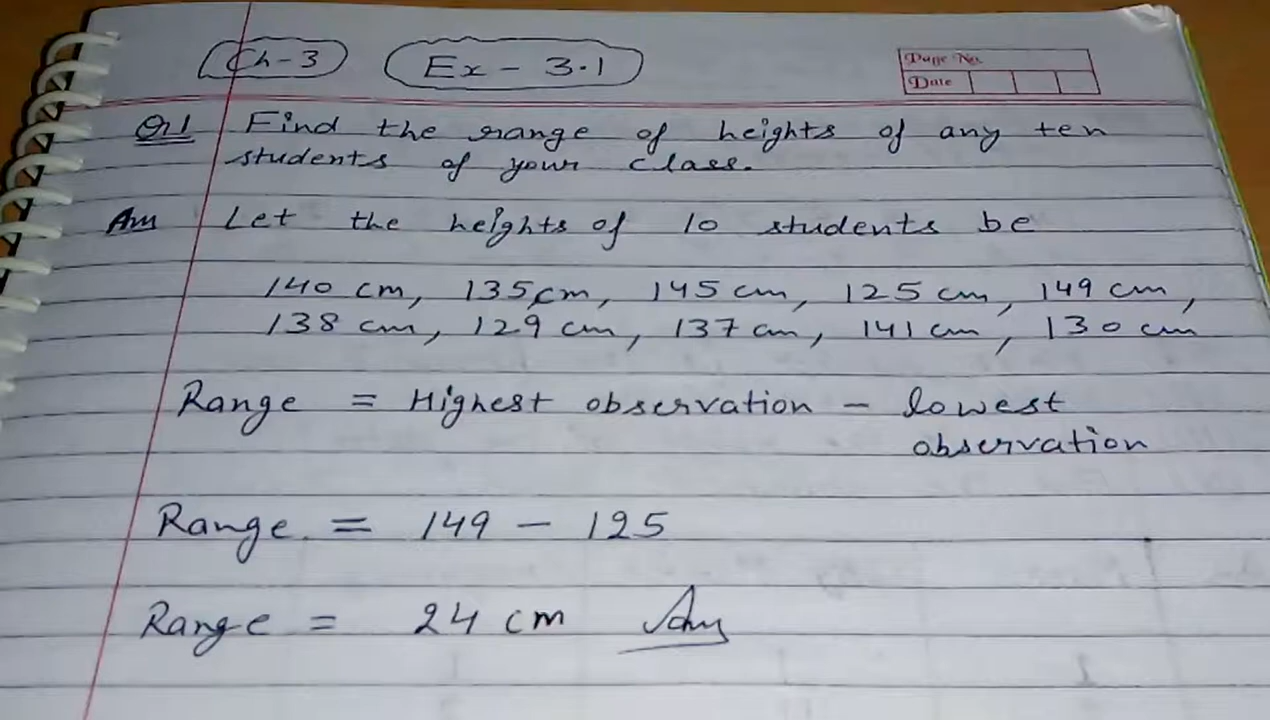 Ch-3 Ex - 3.1
Page No.
Date
Q1 Find the range of heights of any ten
students of your class.
Ans Let the heights of 10 students be
140 cm, 135 cm, 145 cm, 125 cm, 149 cm,
138 cm, 129 cm, 137 cm, 141 cm, 130 cm
Range = Highest observation - lowest
observation
Range = 149 - 125
Range = 24 cm Ans